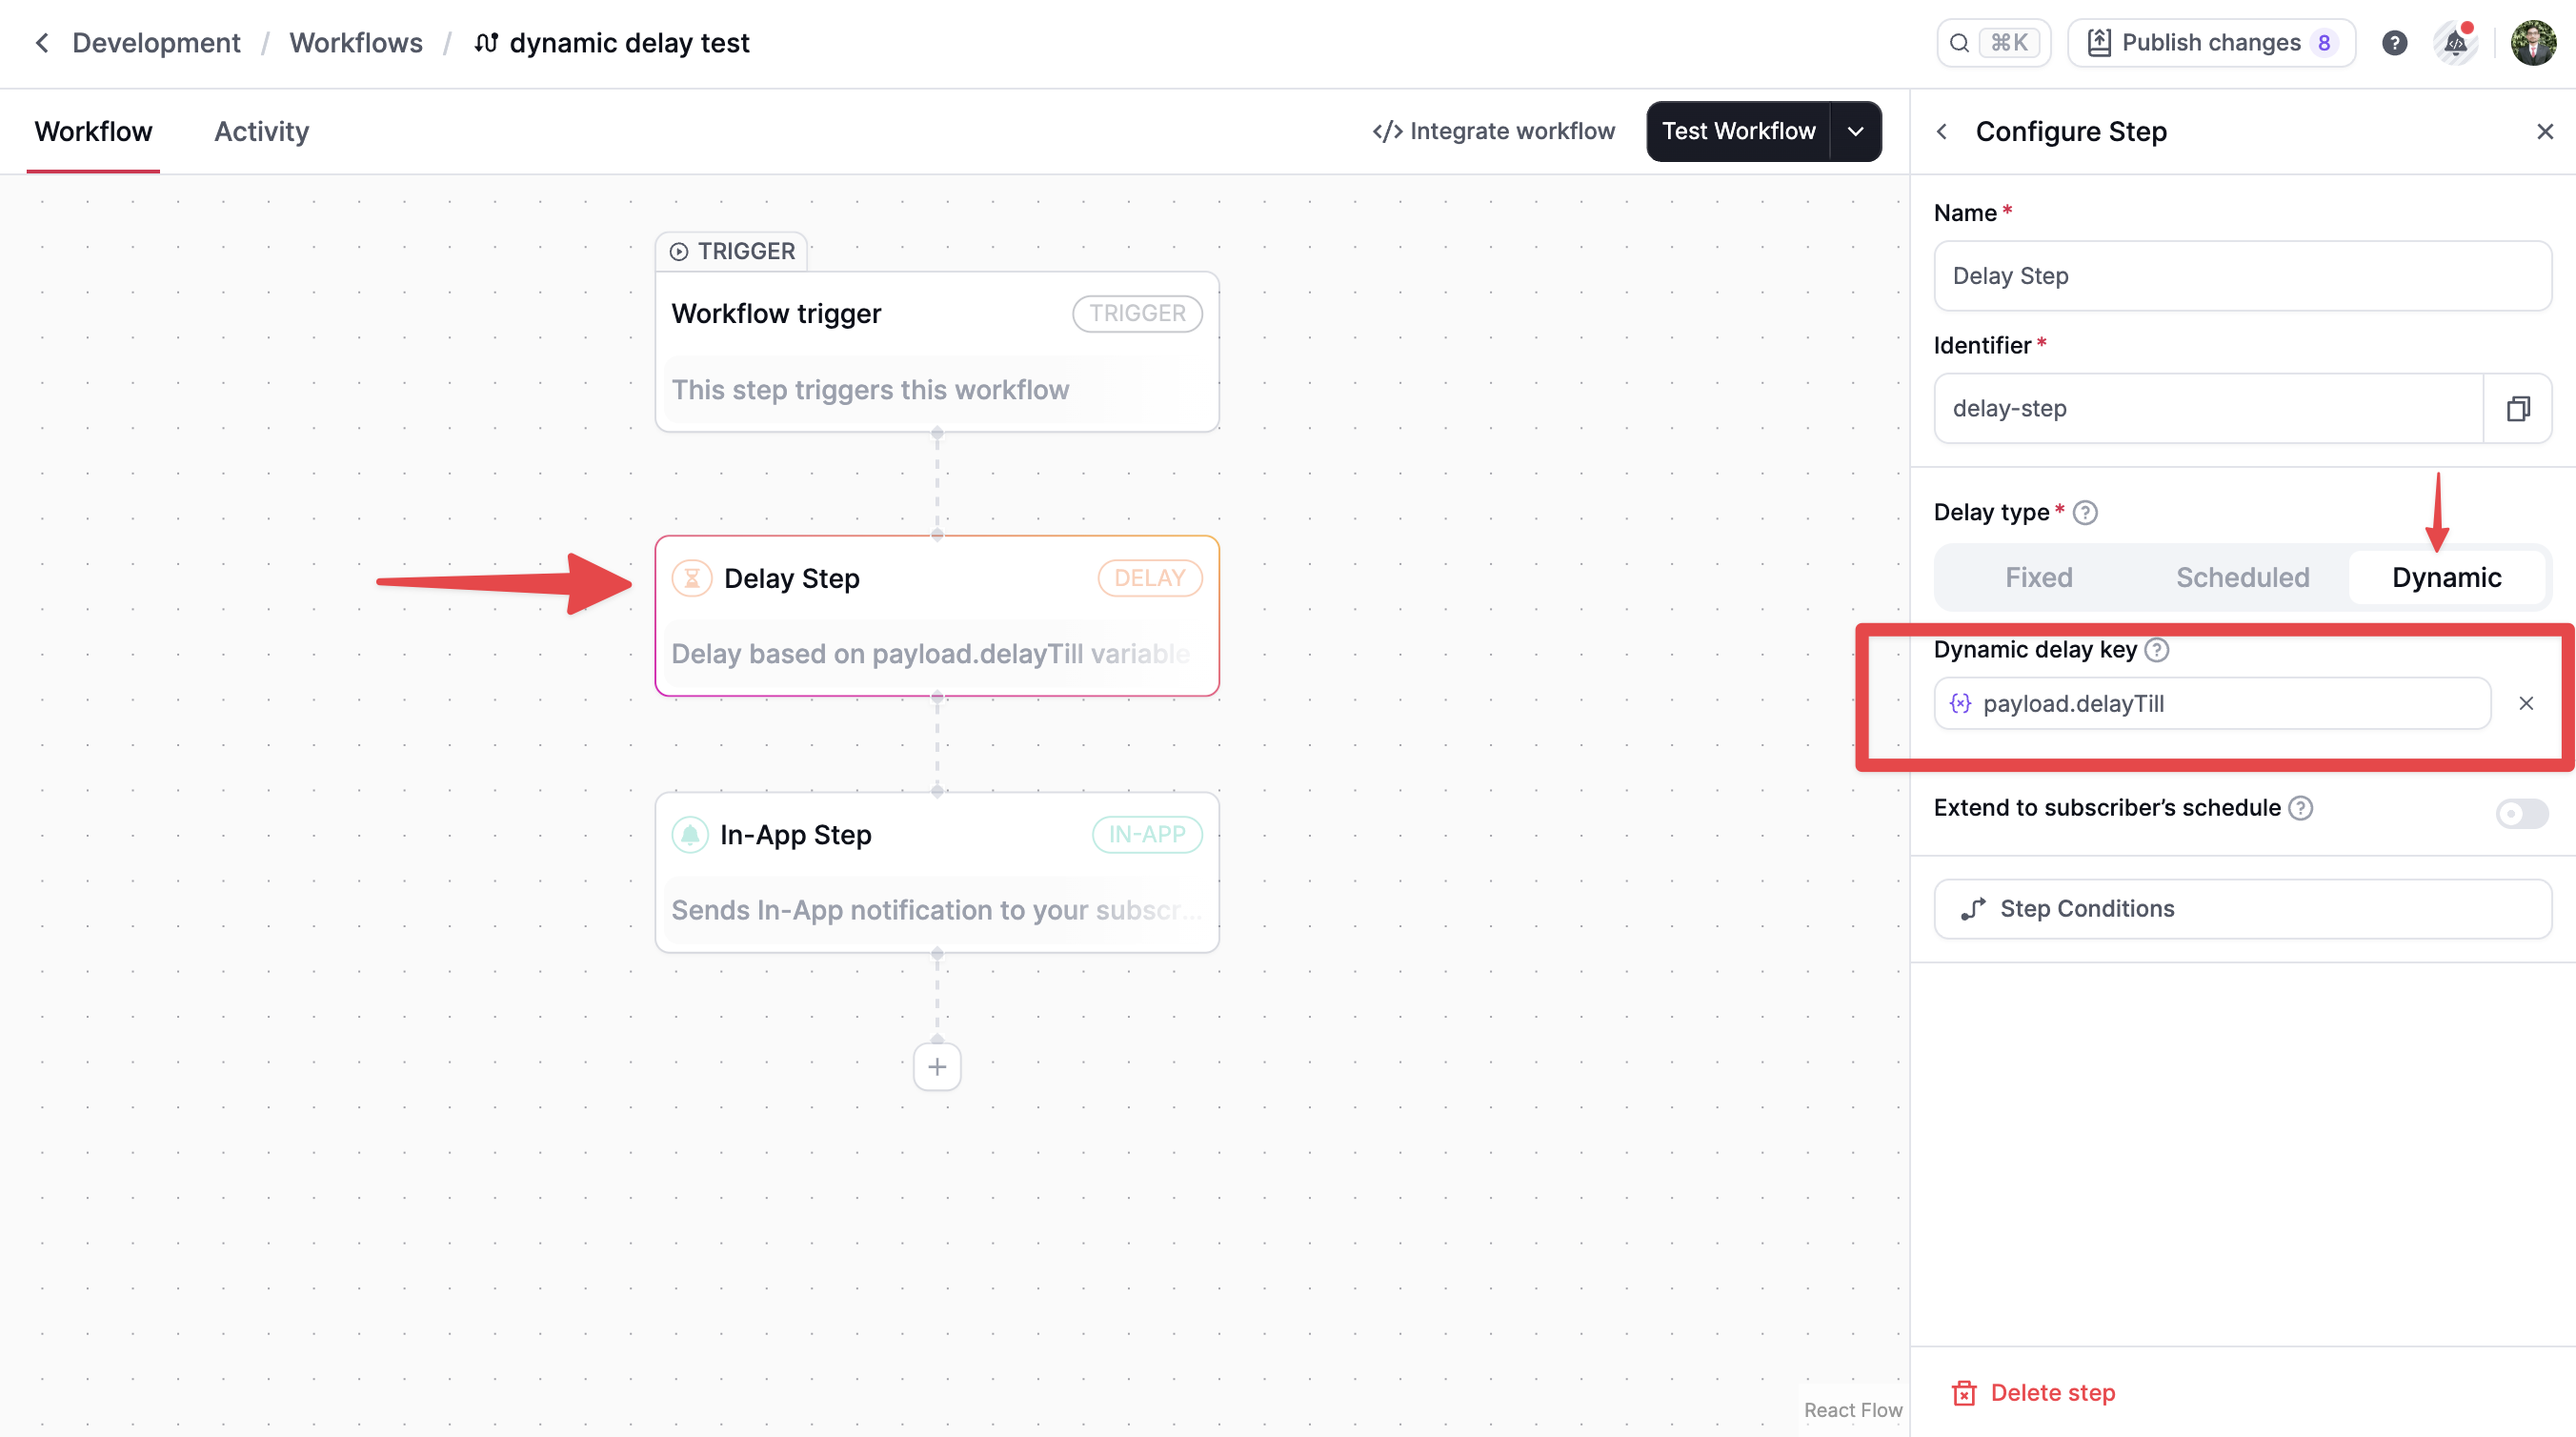 Development / Workflows / dynamic delay test
⌘K
Publish changes 8
?
Workflow
Activity
</> Integrate workflow
Test Workflow
Configure Step
TRIGGER
Workflow trigger
TRIGGER
This step triggers this workflow
Delay Step
DELAY
Delay based on payload.delayTill variable
In-App Step
IN-APP
Sends In-App notification to your subscr...
+
React Flow
Name *
Delay Step
Identifier *
delay-step
Delay type * ?
Fixed
Scheduled
Dynamic
Dynamic delay key ?
payload.delayTill
Extend to subscriber’s schedule ?
Step Conditions
Delete step